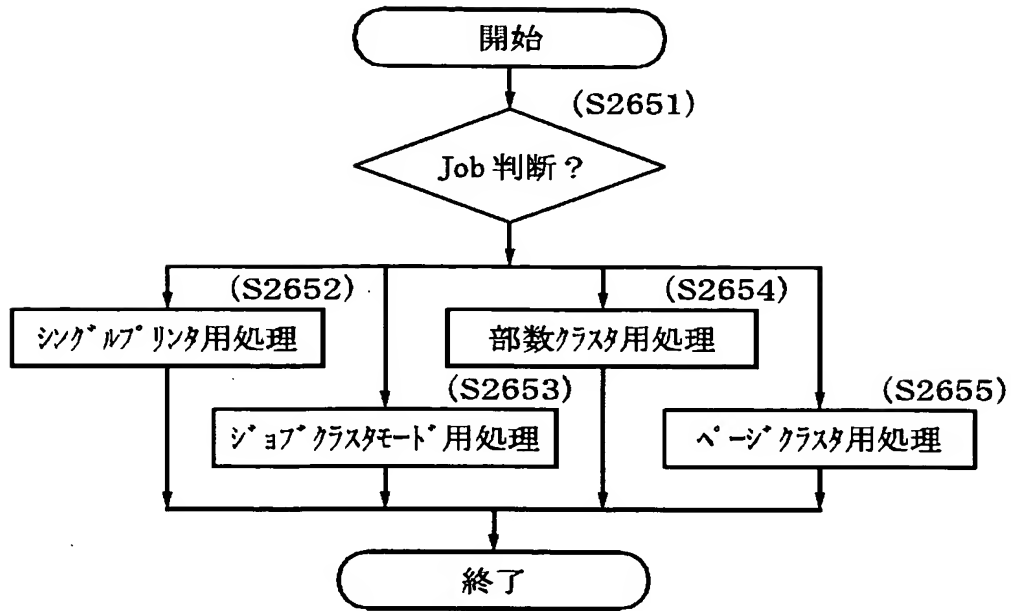 開始
(S2651)
Job 判断?
(S2652)
シングルプリンタ用処理
(S2654)
部数クラスタ用処理
(S2653)
ジョブクラスタモード用処理
(S2655)
ページクラスタ用処理
終了